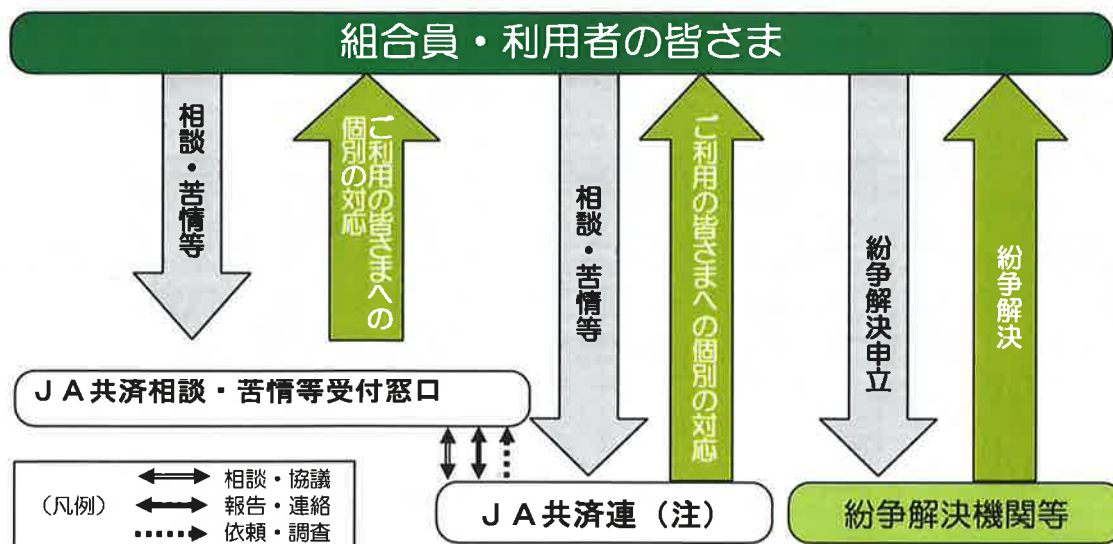 組合員・利用者の皆さま
相談・苦情等
ご利用の皆さまへの
個別の対応
相談・苦情等
ご利用の皆さまへの個別の対応
紛争解決申立
紛争解決
ＪＡ共済相談・苦情等受付窓口
(凡例)
相談・協議
報告・連絡
依頼・調査
ＪＡ共済連（注）
紛争解決機関等